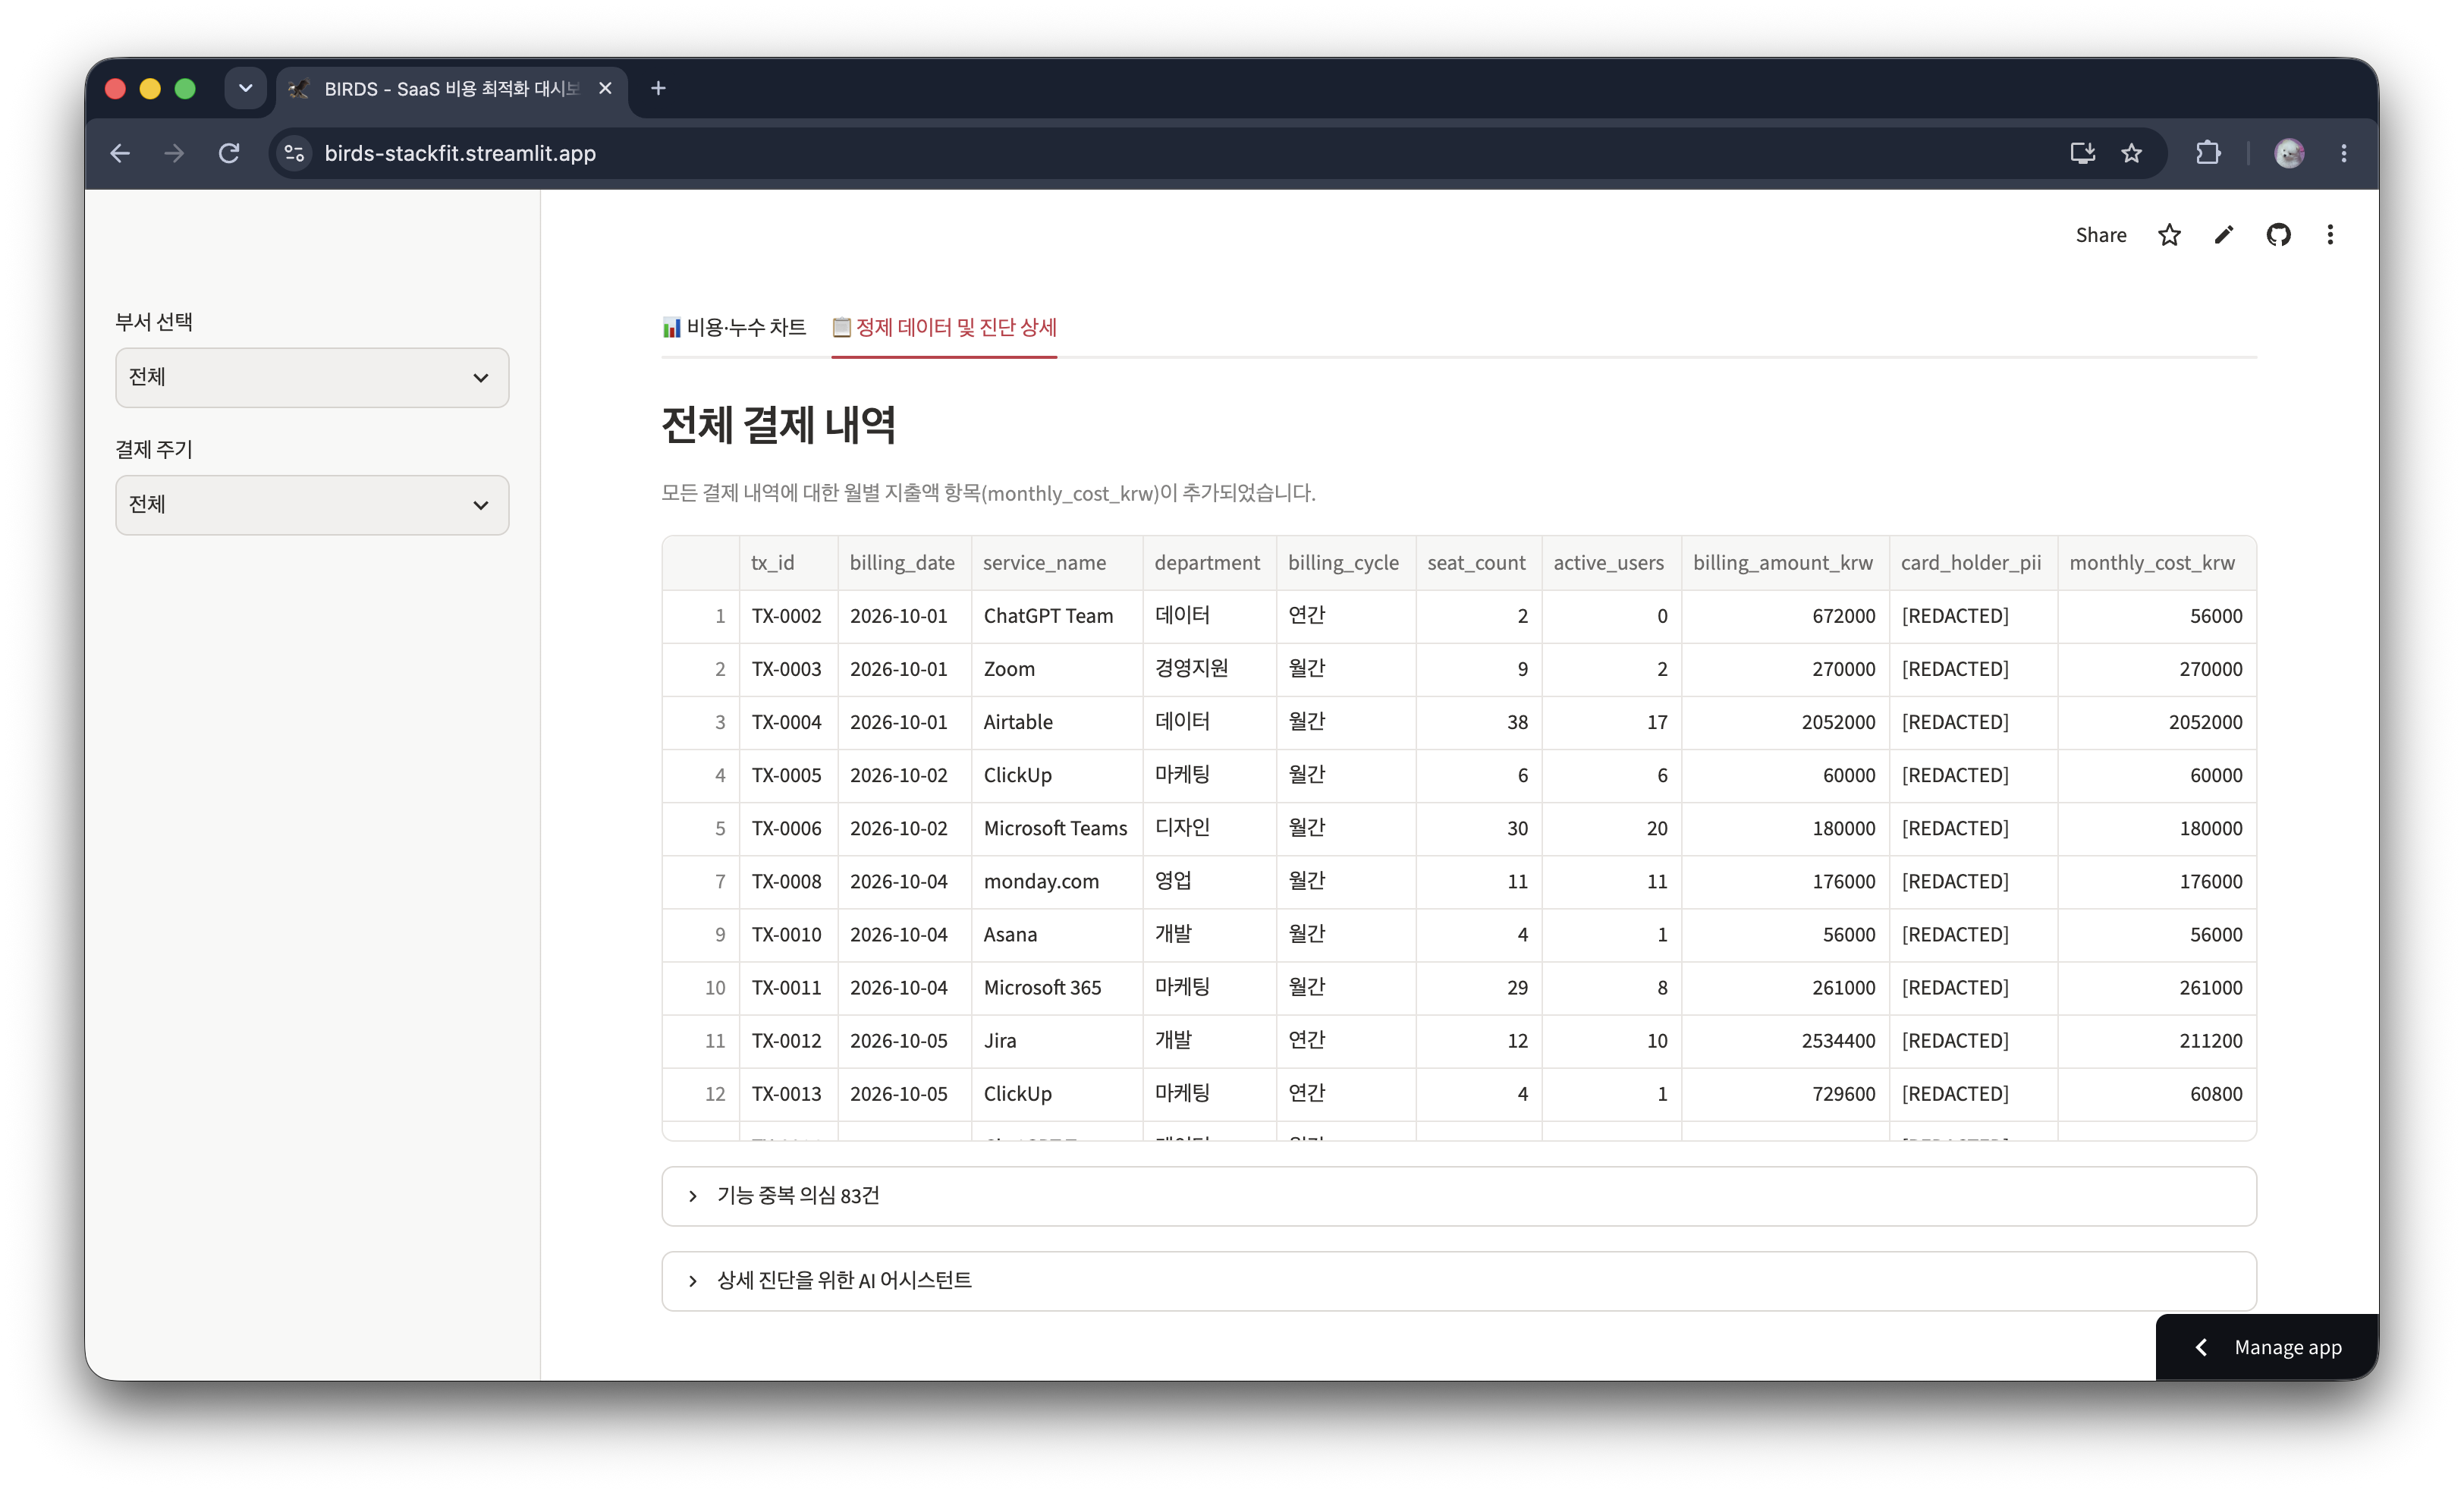 BIRDS - SaaS 비용 최적화 대시보
birds-stackfit.streamlit.app
Share
부서 선택
전체
결제 주기
전체
비용·누수 차트
정제 데이터 및 진단 상세
전체 결제 내역
모든 결제 내역에 대한 월별 지출액 항목(monthly_cost_krw)이 추가되었습니다.
tx_id billing_date service_name department billing_cycle seat_count active_users billing_amount_krw card_holder_pii monthly_cost_krw
1 TX-0002 2026-10-01 ChatGPT Team 데이터 연간 2 0 672000 [REDACTED] 56000
2 TX-0003 2026-10-01 Zoom 경영지원 월간 9 2 270000 [REDACTED] 270000
3 TX-0004 2026-10-01 Airtable 데이터 월간 38 17 2052000 [REDACTED] 2052000
4 TX-0005 2026-10-02 ClickUp 마케팅 월간 6 6 60000 [REDACTED] 60000
5 TX-0006 2026-10-02 Microsoft Teams 디자인 월간 30 20 180000 [REDACTED] 180000
7 TX-0008 2026-10-04 monday.com 영업 월간 11 11 176000 [REDACTED] 176000
9 TX-0010 2026-10-04 Asana 개발 월간 4 1 56000 [REDACTED] 56000
10 TX-0011 2026-10-04 Microsoft 365 마케팅 월간 29 8 261000 [REDACTED] 261000
11 TX-0012 2026-10-05 Jira 개발 연간 12 10 2534400 [REDACTED] 211200
12 TX-0013 2026-10-05 ClickUp 마케팅 연간 4 1 729600 [REDACTED] 60800
기능 중복 의심 83건
상세 진단을 위한 AI 어시스턴트
Manage app